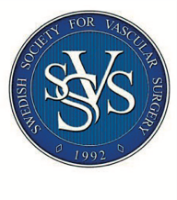 SWEDISH SOCIETY FOR VASCULAR SURGERY
SSVS
1992